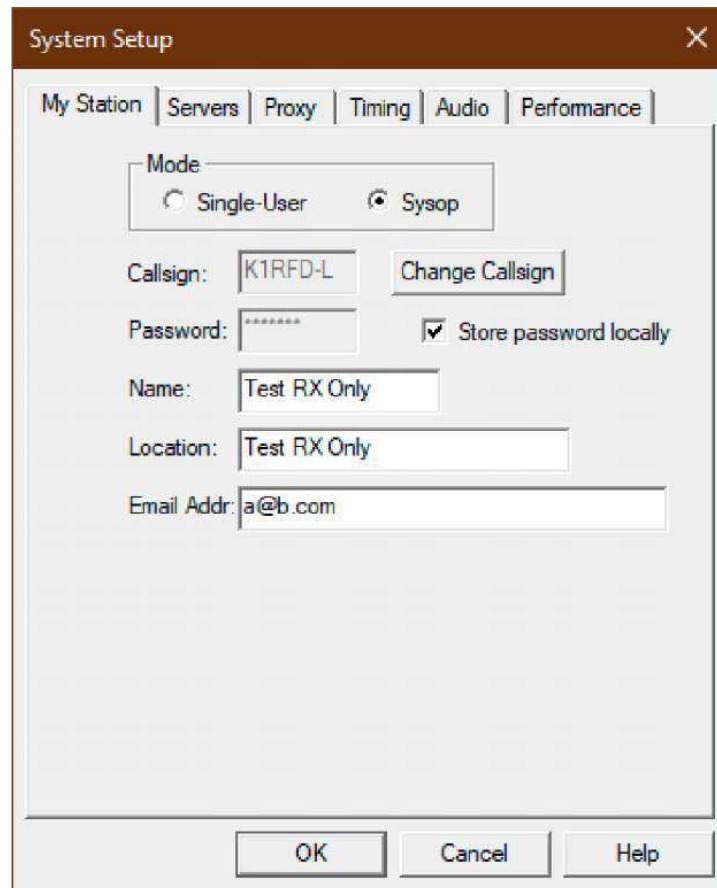 System Setup
My Station Servers Proxy Timing Audio Performance
Mode
Single-User Sysop
Callsign: K1RFD-L Change Callsign
Password: ******* Store password locally
Name: Test RX Only
Location: Test RX Only
Email Addr: a@b.com
OK Cancel Help